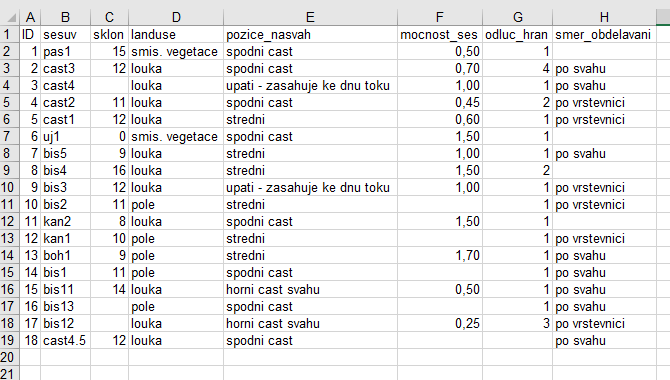 A B C D E F G H
1 ID sesuv sklon landuse pozice_nasvah mocnost_ses odluc_hran smer_obdelavani
2 1 pas1 15 smis. vegetace spodni cast 0,50 1
3 2 cast3 12 louka spodni cast 0,70 4 po svahu
4 3 cast4 louka upati - zasahuje ke dnu toku 1,00 1 po svahu
5 4 cast2 11 louka spodni cast 0,45 2 po vrstevnici
6 5 cast1 12 louka stredni 0,60 1 po vrstevnici
7 6 uj1 0 smis. vegetace spodni cast 1,50 1
8 7 bis5 9 louka stredni 1,00 1 po svahu
9 8 bis4 16 louka stredni 1,50 2
10 9 bis3 12 louka upati - zasahuje ke dnu toku 1,00 1 po vrstevnici
11 10 bis2 11 pole stredni 1 po vrstevnici
12 11 kan2 8 louka spodni cast 1,50 1
13 12 kan1 10 pole stredni 1 po vrstevnici
14 13 boh1 9 pole stredni 1,70 1 po svahu
15 14 bis1 11 pole spodni cast 1 po svahu
16 15 bis11 14 louka horni cast svahu 0,50 1 po svahu
17 16 bis13 pole spodni cast 1 po svahu
18 17 bis12 louka horni cast svahu 0,25 3 po vrstevnici
19 18 cast4.5 12 louka spodni cast po svahu
20
21